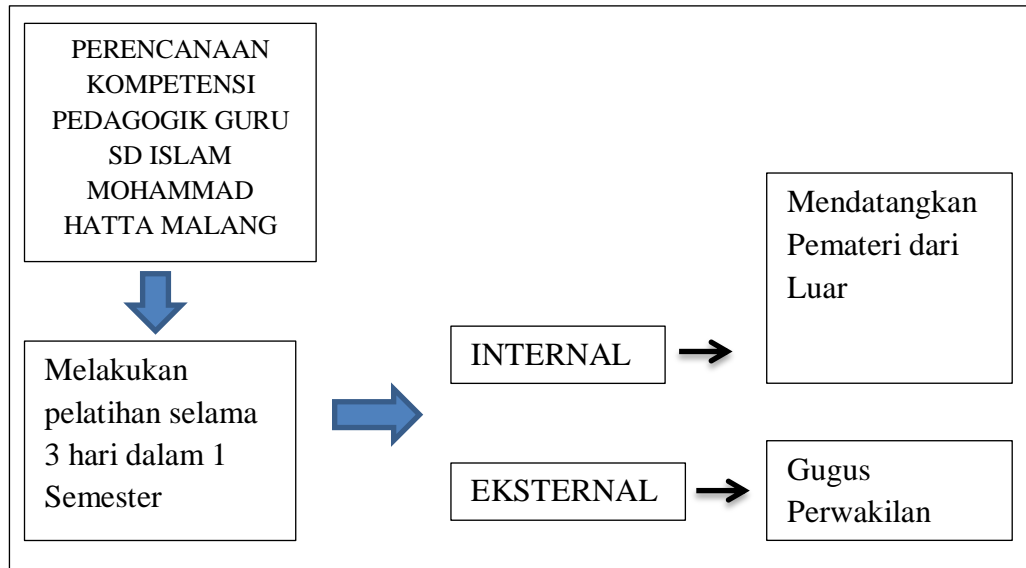 PERENCANAAN
KOMPETENSI
PEDAGOGIK GURU
SD ISLAM
MOHAMMAD
HATTA MALANG
Melakukan
pelatihan selama
3 hari dalam 1
Semester
INTERNAL
Mendatangkan
Pemateri dari
Luar
EKSTERNAL
Gugus
Perwakilan